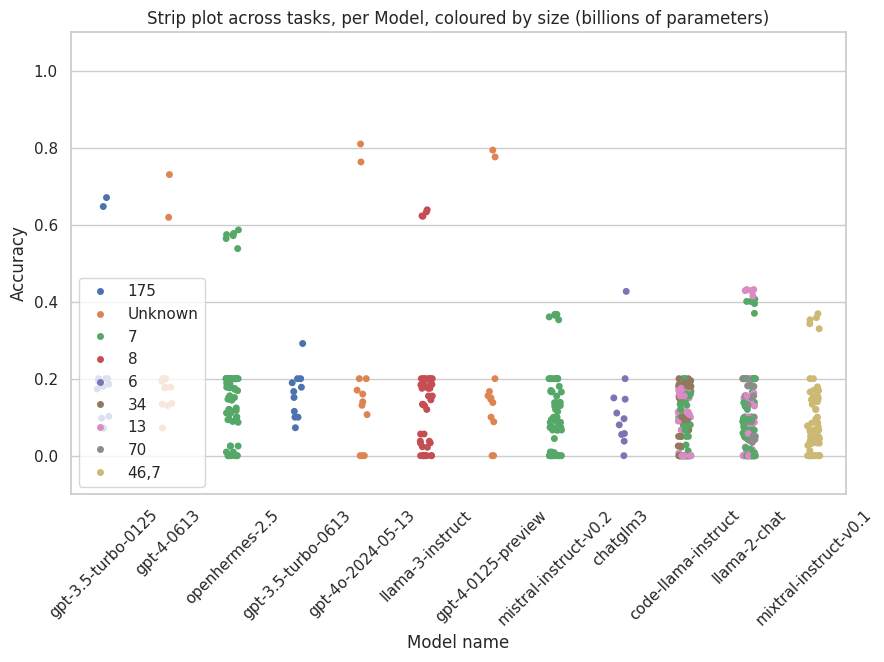 Strip plot across tasks, per Model, coloured by size (billions of parameters)
Accuracy
1.0
0.8
0.6
0.4
0.2
0.0
175
Unknown
7
8
6
34
13
70
46,7
gpt-3.5-turbo-0125
gpt-4-0613
openhermes-2.5
gpt-3.5-turbo-0613
gpt-4o-2024-05-13
llama-3-instruct
gpt-4-0125-preview
mistral-instruct-v0.2
chatglm3
code-llama-instruct
llama-2-chat
mixtral-instruct-v0.1
Model name